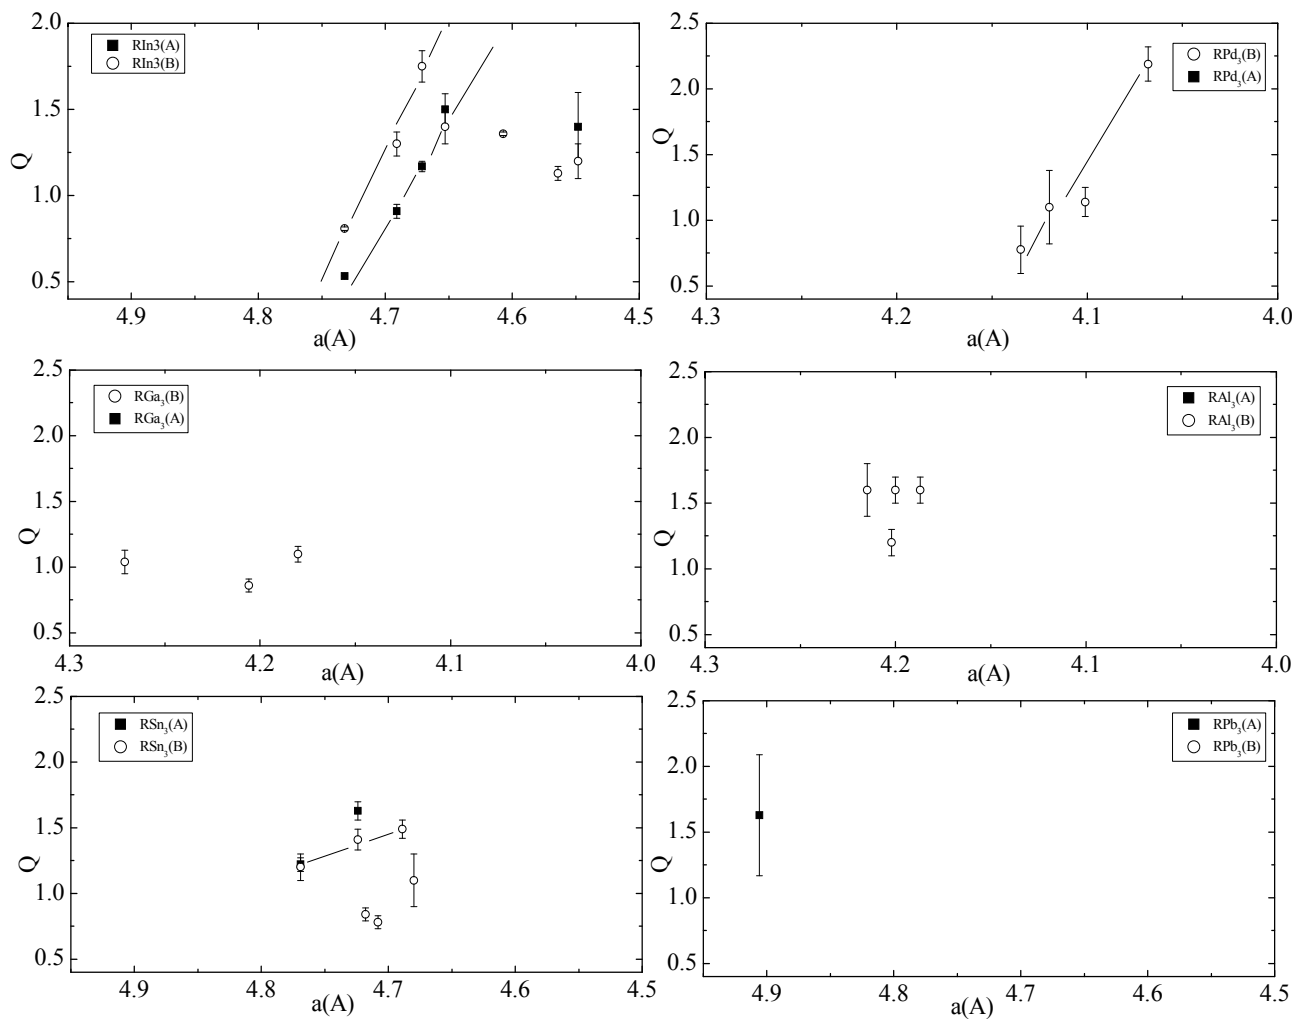 2.0
1.5
1.0
0.5
Q
RIn3(A)
RIn3(B)
4.9
4.8
4.7
4.6
4.5
a(A)
2.5
2.0
1.5
1.0
0.5
Q
RPd₃(B)
RPd₃(A)
4.3
4.2
4.1
4.0
a(A)
2.5
2.0
1.5
1.0
0.5
Q
RGa₃(B)
RGa₃(A)
4.3
4.2
4.1
4.0
a(A)
2.5
2.0
1.5
1.0
0.5
Q
RAl₃(A)
RAl₃(B)
4.3
4.2
4.1
4.0
a(A)
2.5
2.0
1.5
1.0
0.5
Q
RSn₃(A)
RSn₃(B)
4.9
4.8
4.7
4.6
4.5
a(A)
2.5
2.0
1.5
1.0
0.5
Q
RPb₃(A)
RPb₃(B)
4.9
4.8
4.7
4.6
4.5
a(A)